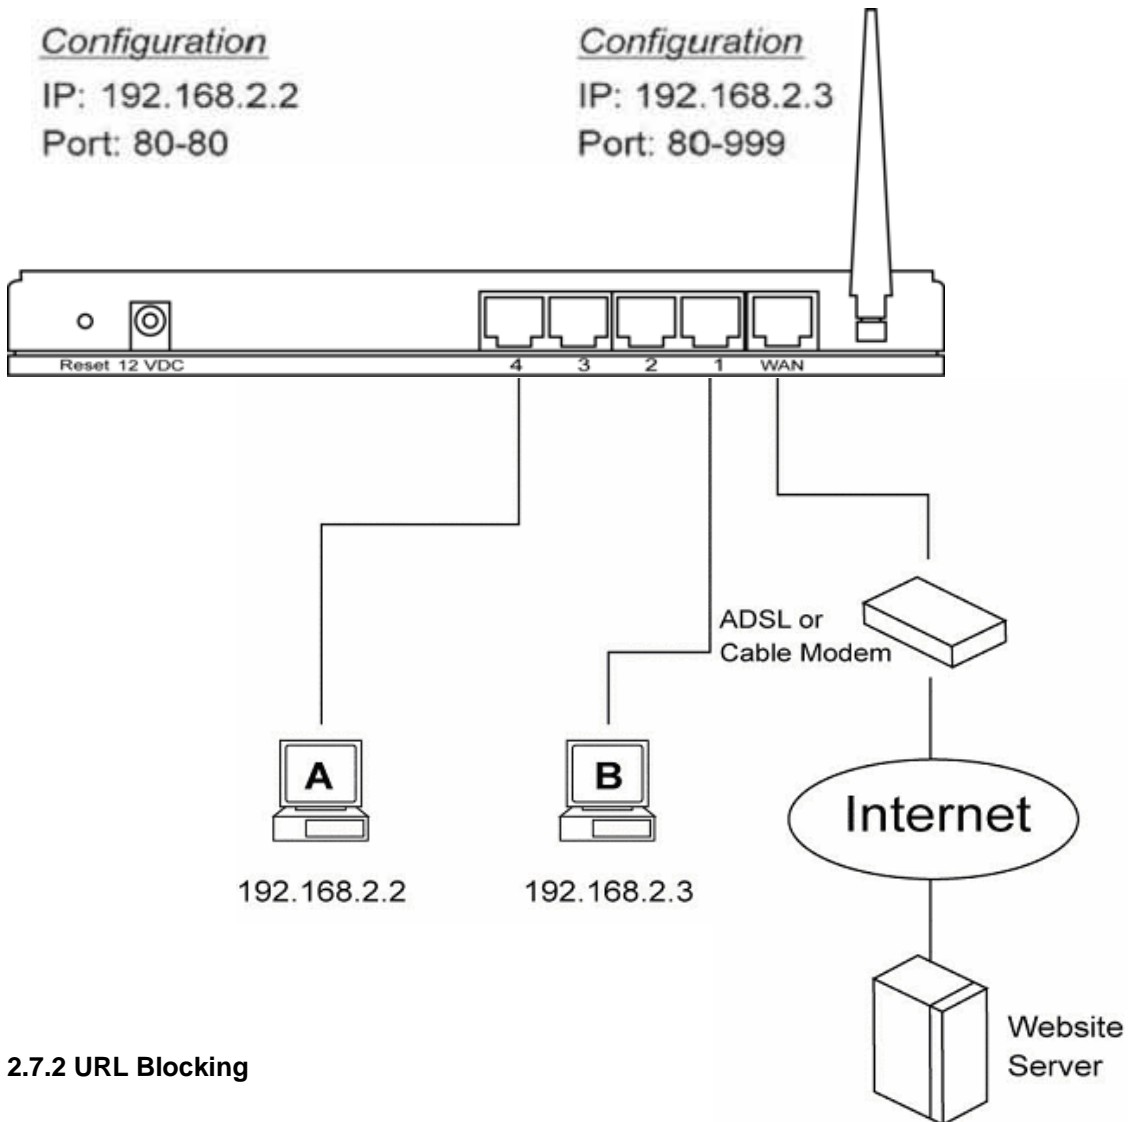 Configuration
IP: 192.168.2.2
Port: 80-80
Configuration
IP: 192.168.2.3
Port: 80-999
Reset 12 VDC
4 3 2 1 WAN
ADSL or
Cable Modem
A
B
Internet
192.168.2.2
192.168.2.3
Website
Server
2.7.2 URL Blocking